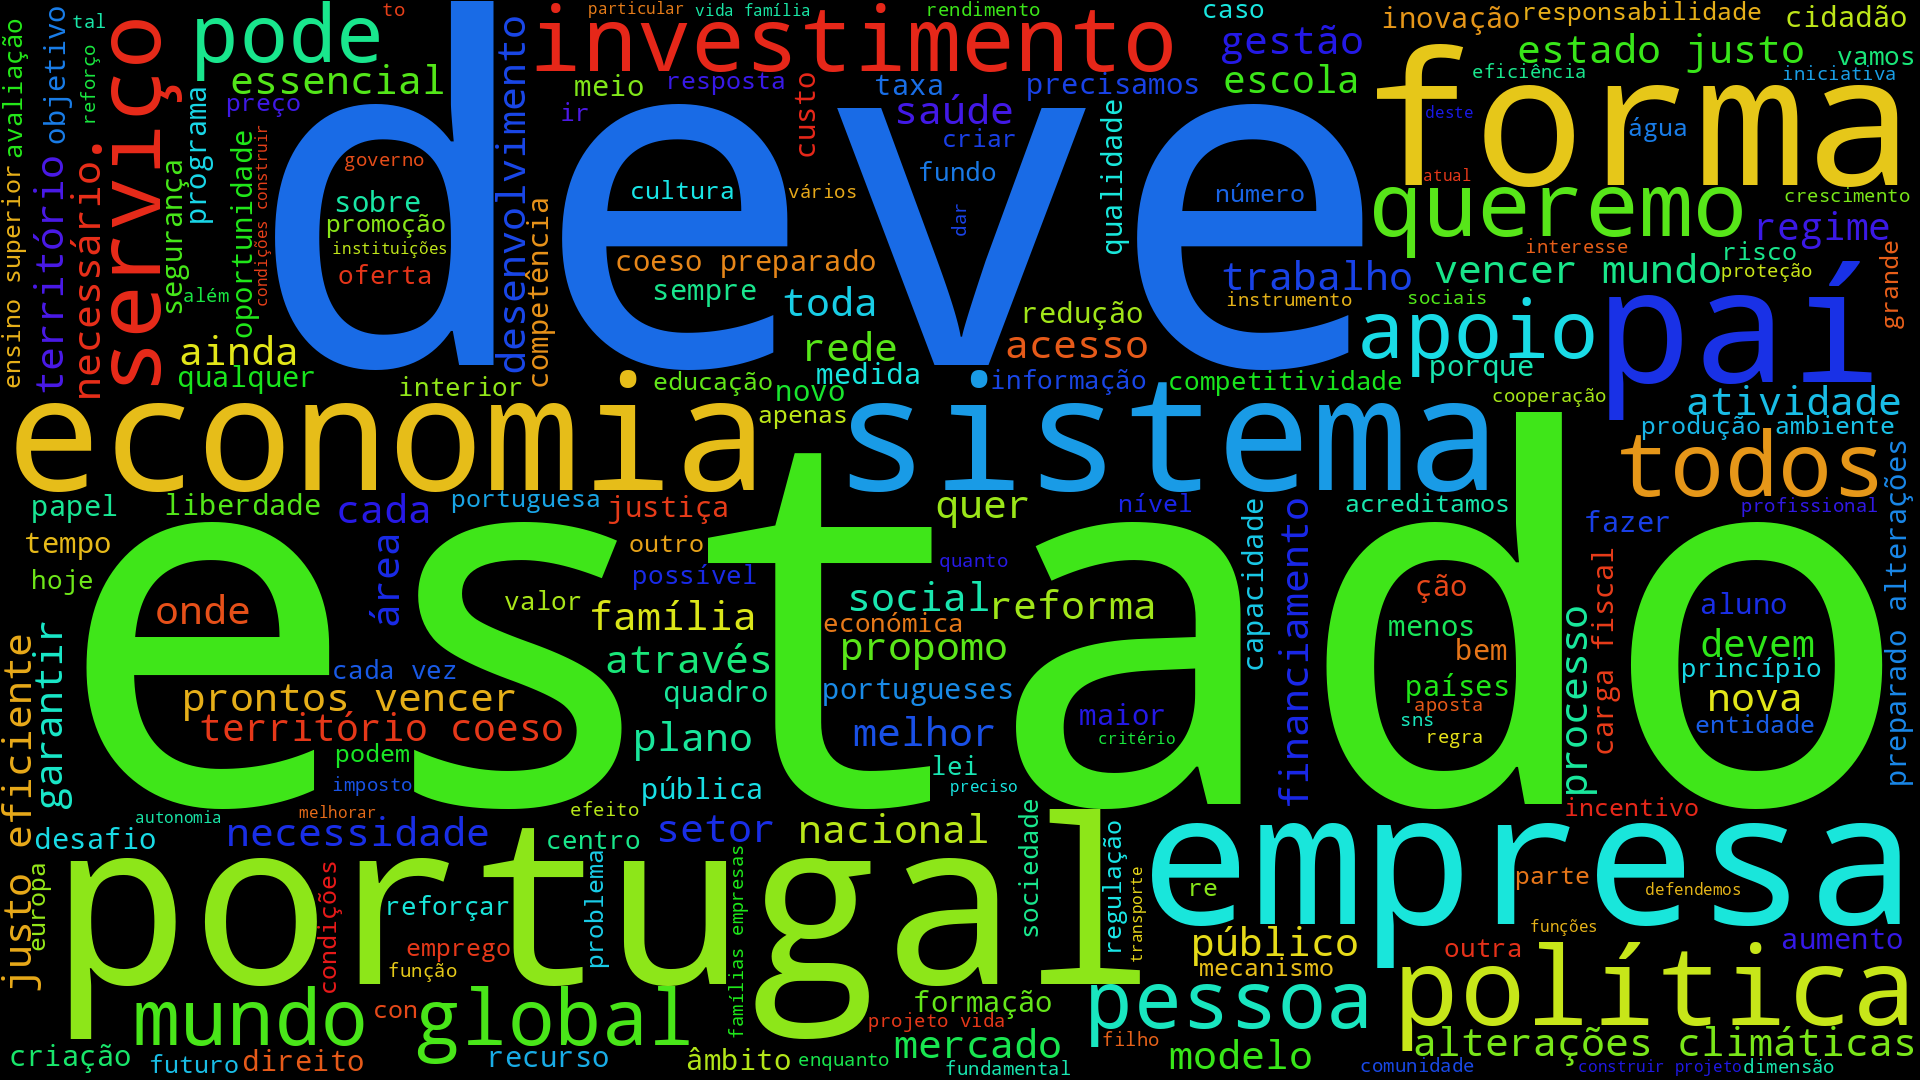 to
particular
vida família
rendimento
caso
inovação
responsabilidade
cidadão
tal
objetivo
avaliação
reforço
serviço
pode
investimento
desenvolvimento
gestão
estado justo
vamos
essencial
meio
resposta
taxa
precisamos
escola
eficiência
iniciativa
preço
programa
ir
custo
saúde
criar
qualidade
deste
água
forma
deve
governo
cultura
vários
fundo
número
atual
queremo
crescimento
sobre
promoção
instituições
oferta
dar
regime
interesse
risco
território
necessário.
segurança
oportunidade
condições construir
ensino superior
competência
coeso preparado
sempre
toda
trabalho
vencer mundo
proteção
grande
além
instrumento
sociais
redução
apoio
paí
ainda
rede
acesso
porque
qualquer
interior
educação
novo
medida
informação
competitividade
cooperação
atividade
apenas
produção ambiente
economia
sistema
todos
papel
liberdade
cada
portuguesa
justiça
quer
nível
acreditamos
fazer
profissional
tempo
outro
hoje
área
possível
quanto
capacidade
financiamento
preparado alterações
estado
onde
valor
família
social
reforma
ção
aluno
económica
menos
devem
através
propomo
bem
princípio
cada vez
quadro
portugueses
países
nova
prontos vencer
aposta
entidade
território coeso
melhor
maior
sns
regra
plano
critério
processo
carga fiscal
podem
lei
imposto
pública
preciso
garantir
justo eficiente
autonomia
melhorar
efeito
incentivo
desafio
necessidade
centro
setor
nacional
sociedade
regulação
transporte
portugal
empresa
europa
condições
reforçar
problema
famílias empresas
re
parte
defendemos
emprego
função
público
mecanismo
outra
funções
aumento
política
mundo global
con
formação
pessoa
projeto vida
filho
criação
futuro
direito
recurso
âmbito
enquanto
mercado
fundamental
modelo
alterações climáticas
comunidade
construir projeto
dimensão